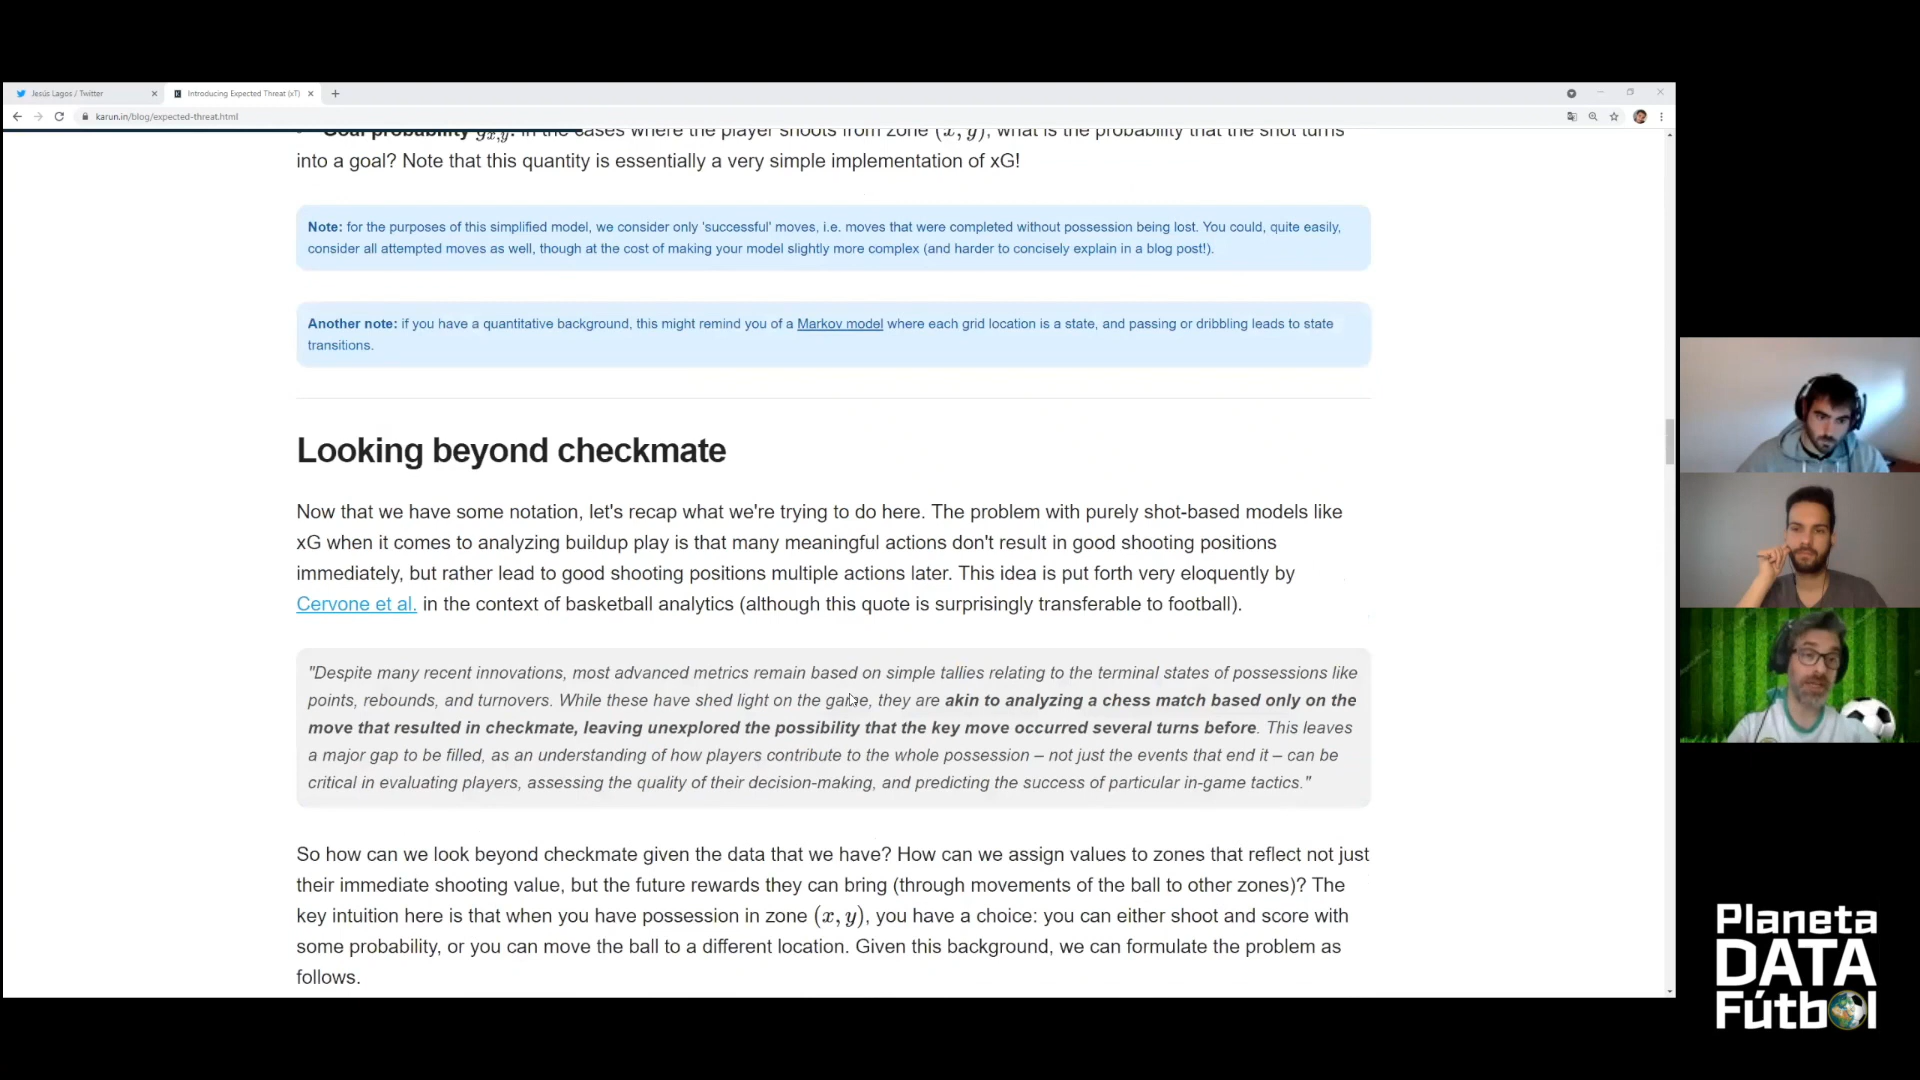 Jesús Lagos / Twitter
Introducing Expected Threat (xT)
karun.in/blog/expected-threat.html
Goal probability g_{x,y}: in the cases where the player shoots from zone (x, y), what is the probability that the shot turns
into a goal? Note that this quantity is essentially a very simple implementation of xG!
Note: for the purposes of this simplified model, we consider only 'successful' moves, i.e. moves that were completed without possession being lost. You could, quite easily,
consider all attempted moves as well, though at the cost of making your model slightly more complex (and harder to concisely explain in a blog post!).
Another note: if you have a quantitative background, this might remind you of a Markov model where each grid location is a state, and passing or dribbling leads to state
transitions.
Looking beyond checkmate
Now that we have some notation, let's recap what we're trying to do here. The problem with purely shot-based models like
xG when it comes to analyzing buildup play is that many meaningful actions don't result in good shooting positions
immediately, but rather lead to good shooting positions multiple actions later. This idea is put forth very eloquently by
Cervone et al. in the context of basketball analytics (although this quote is surprisingly transferable to football).
"Despite many recent innovations, most advanced metrics remain based on simple tallies relating to the terminal states of possessions like
points, rebounds, and turnovers. While these have shed light on the game, they are akin to analyzing a chess match based only on the
move that resulted in checkmate, leaving unexplored the possibility that the key move occurred several turns before. This leaves
a major gap to be filled, as an understanding of how players contribute to the whole possession – not just the events that end it – can be
critical in evaluating players, assessing the quality of their decision-making, and predicting the success of particular in-game tactics."
So how can we look beyond checkmate given the data that we have? How can we assign values to zones that reflect not just
their immediate shooting value, but the future rewards they can bring (through movements of the ball to other zones)? The
key intuition here is that when you have possession in zone (x, y), you have a choice: you can either shoot and score with
some probability, or you can move the ball to a different location. Given this background, we can formulate the problem as
follows.
Planeta
DATA
Fútbol